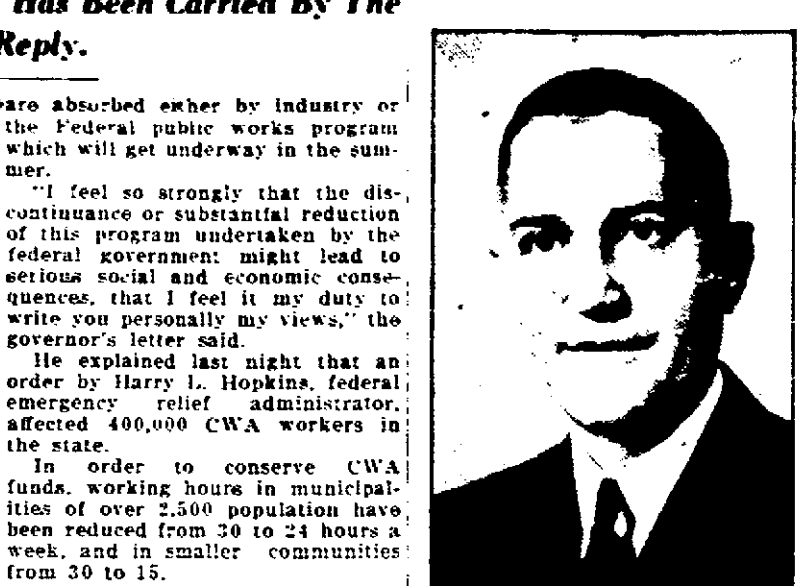 Has Been Carried By The
Reply.
are absorbed either by industry or
the Federal public works program
which will get underway in the sum-
mer.
"I feel so strongly that the dis-
continuance or substantial reduction
of this program undertaken by the
federal government might lead to
serious social and economic conse-
quences, that I feel it my duty to
write you personally my views," the
governor's letter said.
He explained last night that an
order by Harry L. Hopkins, federal
emergency relief administrator,
affected 400,000 CWA workers in
the state.
In order to conserve CWA
funds, working hours in municipal-
ities of over 2,500 population have
been reduced from 30 to 24 hours a
week, and in smaller communities
from 30 to 15.